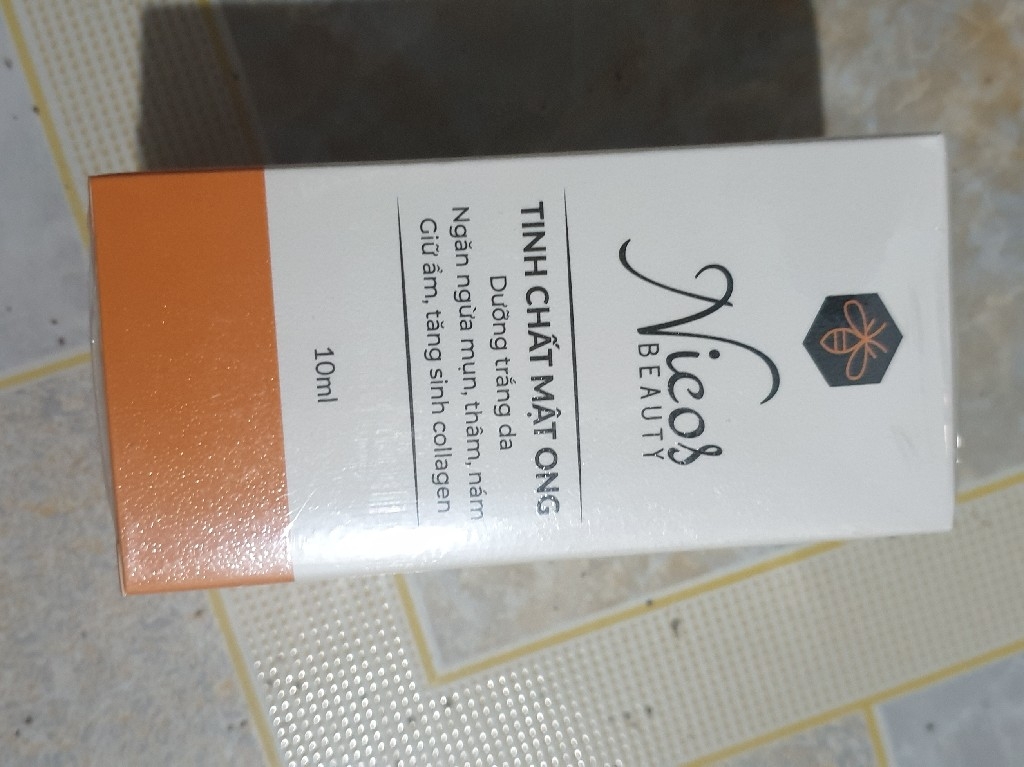 Nicos
BEAUTY
TINH CHẤT MẬT ONG
Dưỡng trắng da
Ngăn ngừa mụn, thâm, nám
Giữ ẩm, tăng sinh collagen
10ml